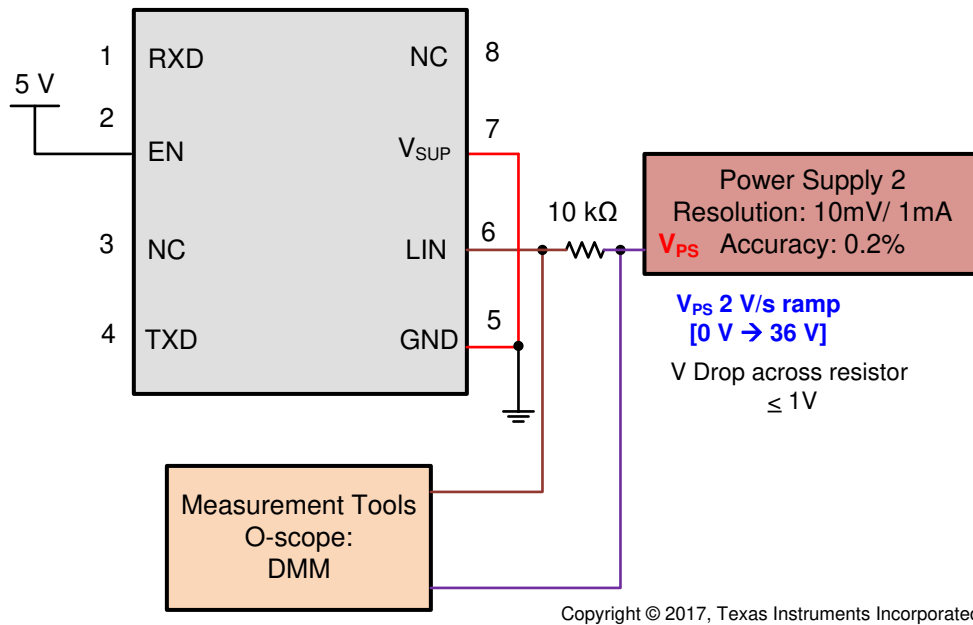 1
RXD
NC
8
5 V
2
EN
7
VSUP
3
NC
6
LIN
10 kΩ
4
TXD
5
GND
Power Supply 2
Resolution: 10mV/ 1mA
VPS Accuracy: 0.2%
VPS 2 V/s ramp
[0 V → 36 V]
V Drop across resistor
≤ 1V
Measurement Tools
O-scope:
DMM
Copyright © 2017, Texas Instruments Incorporated